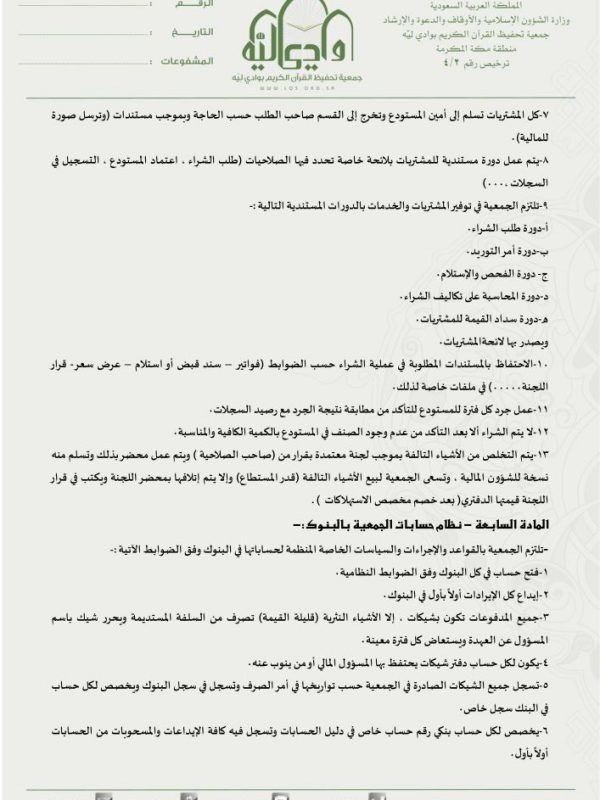 المملكة العربية السعودية
وزارة الشؤون الإسلامية والأوقاف والدعوة والإرشاد
جمعية تحفيظ القرآن الكريم بوادي ليّه
منطقة مكة المكرمة
ترخيص رقم ٤/٢
وادي ليّه
جمعية تحفيظ القرآن الكريم بوادي ليّه
WWW.LQS.ORG.SA
الرقم :
التاريخ :
المشفوعات :
٧-كل المشتريات تسلم إلى أمين المستودع وتخرج إلى القسم صاحب الطلب حسب الحاجة وبموجب مستندات (وترسل صورة
للمالية).
٨-يتم عمل دورة مستندية للمشتريات بلائحة خاصة تحدد فيها الصلاحيات (طلب الشراء ، اعتماد المستودع ، التسجيل في
السجلات ،٠٠٠)
٩-تلتزم الجمعية في توفير المشتريات والخدمات بالدورات المستندية التالية :-
أ-دورة طلب الشراء.
ب-دورة أمر التوريد.
ج- دورة الفحص والإستلام.
د-دورة المحاسبة على تكاليف الشراء.
هـ-دورة سداد القيمة للمشتريات.
ويصدر بها لائحةالمشتريات.
١٠-الاحتفاظ بالمستندات المطلوبة في عملية الشراء حسب الضوابط (فواتير – سند قبض أو استلام – عرض سعر- قرار
اللجنة ٠٠٠٠٠) في ملفات خاصة لذلك.
١١-عمل جرد كل فترة للمستودع للتأكد من مطابقة نتيجة الجرد مع رصيد السجلات.
١٢-لا يتم الشراء ألا بعد التأكد من عدم وجود الصنف في المستودع بالكمية الكافية والمناسبة.
١٣-يتم التخلص من الأشياء التالفة بموجب لجنة معتمدة بقرار من (صاحب الصلاحية ) ويتم عمل محضر بذلك وتسلم منه
نسخة للشؤون المالية ، وتسعى الجمعية لبيع الأشياء التالفة (قدر المستطاع) وإلا يتم إتلافها بمحضر اللجنة ويكتب في قرار
اللجنة قيمتها الدفتري( بعد خصم مخصص الاستهلاكات ) .
المادة السابعة – نظام حسابات الجمعية بالبنوك :–
-تلتزم الجمعية بالقواعد والإجراءات والسياسات الخاصة المنظمة لحساباتها في البنوك وفق الضوابط الآتية :-
١-فتح حساب في كل البنوك وفق الضوابط النظامية.
٢-إيداع كل الإيرادات أولاً بأول في البنوك.
٣-جميع المدفوعات تكون بشيكات ، إلا الأشياء النثرية (قليلة القيمة) تصرف من السلفة المستديمة ويحرر شيك باسم
المسؤول عن العهدة ويستعاض كل فترة معينة.
٤-يكون لكل حساب دفتر شيكات يحتفظ بها المسؤول المالي أو من ينوب عنه.
٥-تسجل جميع الشيكات الصادرة في الجمعية حسب تواريخها في أمر الصرف وتسجل في سجل البنوك ويخصص لكل حساب
في البنك سجل خاص.
٦-يخصص لكل حساب بنكي رقم حساب خاص في دليل الحسابات وتسجل فيه كافة الإيداعات والمسحوبات من الحسابات
أولاً بأول.